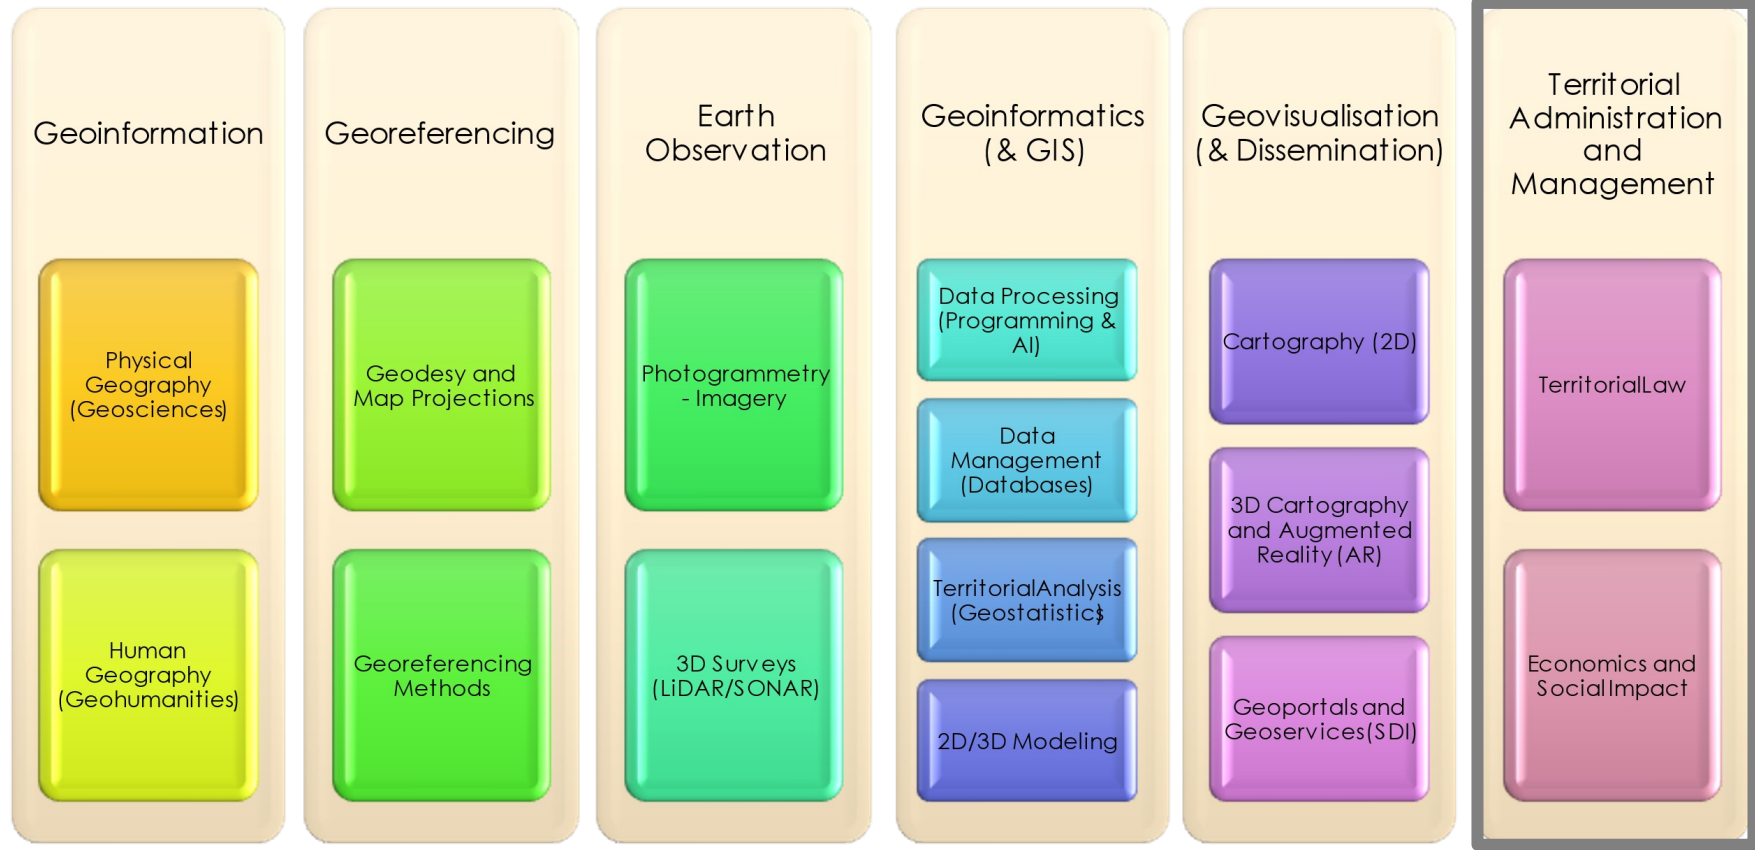 Geoinformation
Physical
Geography
(Geosciences)
Human
Geography
(Geohumanities)
Georeferencing
Geodesy and
Map Projections
Georeferencing
Methods
Earth
Observation
Photogrammetry
- Imagery
3D Surveys
(LiDAR/SONAR)
Geoinformatics
(& GIS)
Data Processing
(Programming &
AI)
Data
Management
(Databases)
TerritorialAnalysis
(Geostatistics)
2D/3D Modeling
Geovisualisation
(& Dissemination)
Cartography (2D)
3D Cartography
and Augmented
Reality (AR)
Geoportals and
Geoservices(SDI)
Territorial
Administration
and
Management
TerritorialLaw
Economics and
SocialImpact